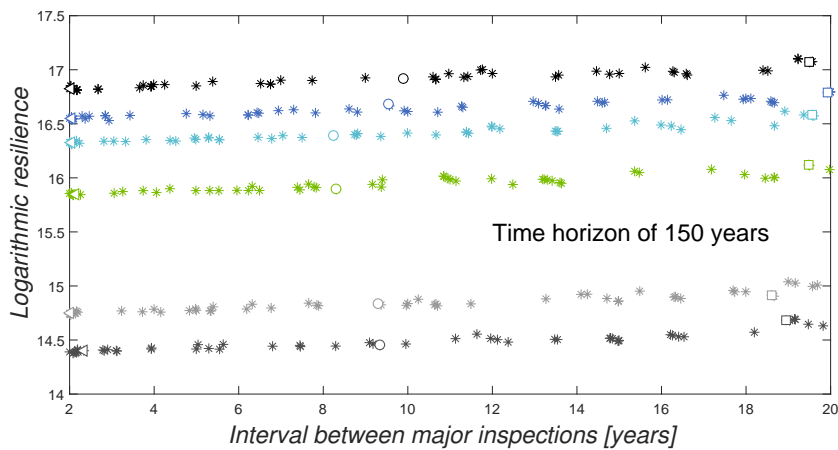 17.5
17
16.5
16
15.5
15
14.5
14
Logarithmic resilience
Time horizon of 150 years
2 4 6 8 10 12 14 16 18 20
Interval between major inspections [years]